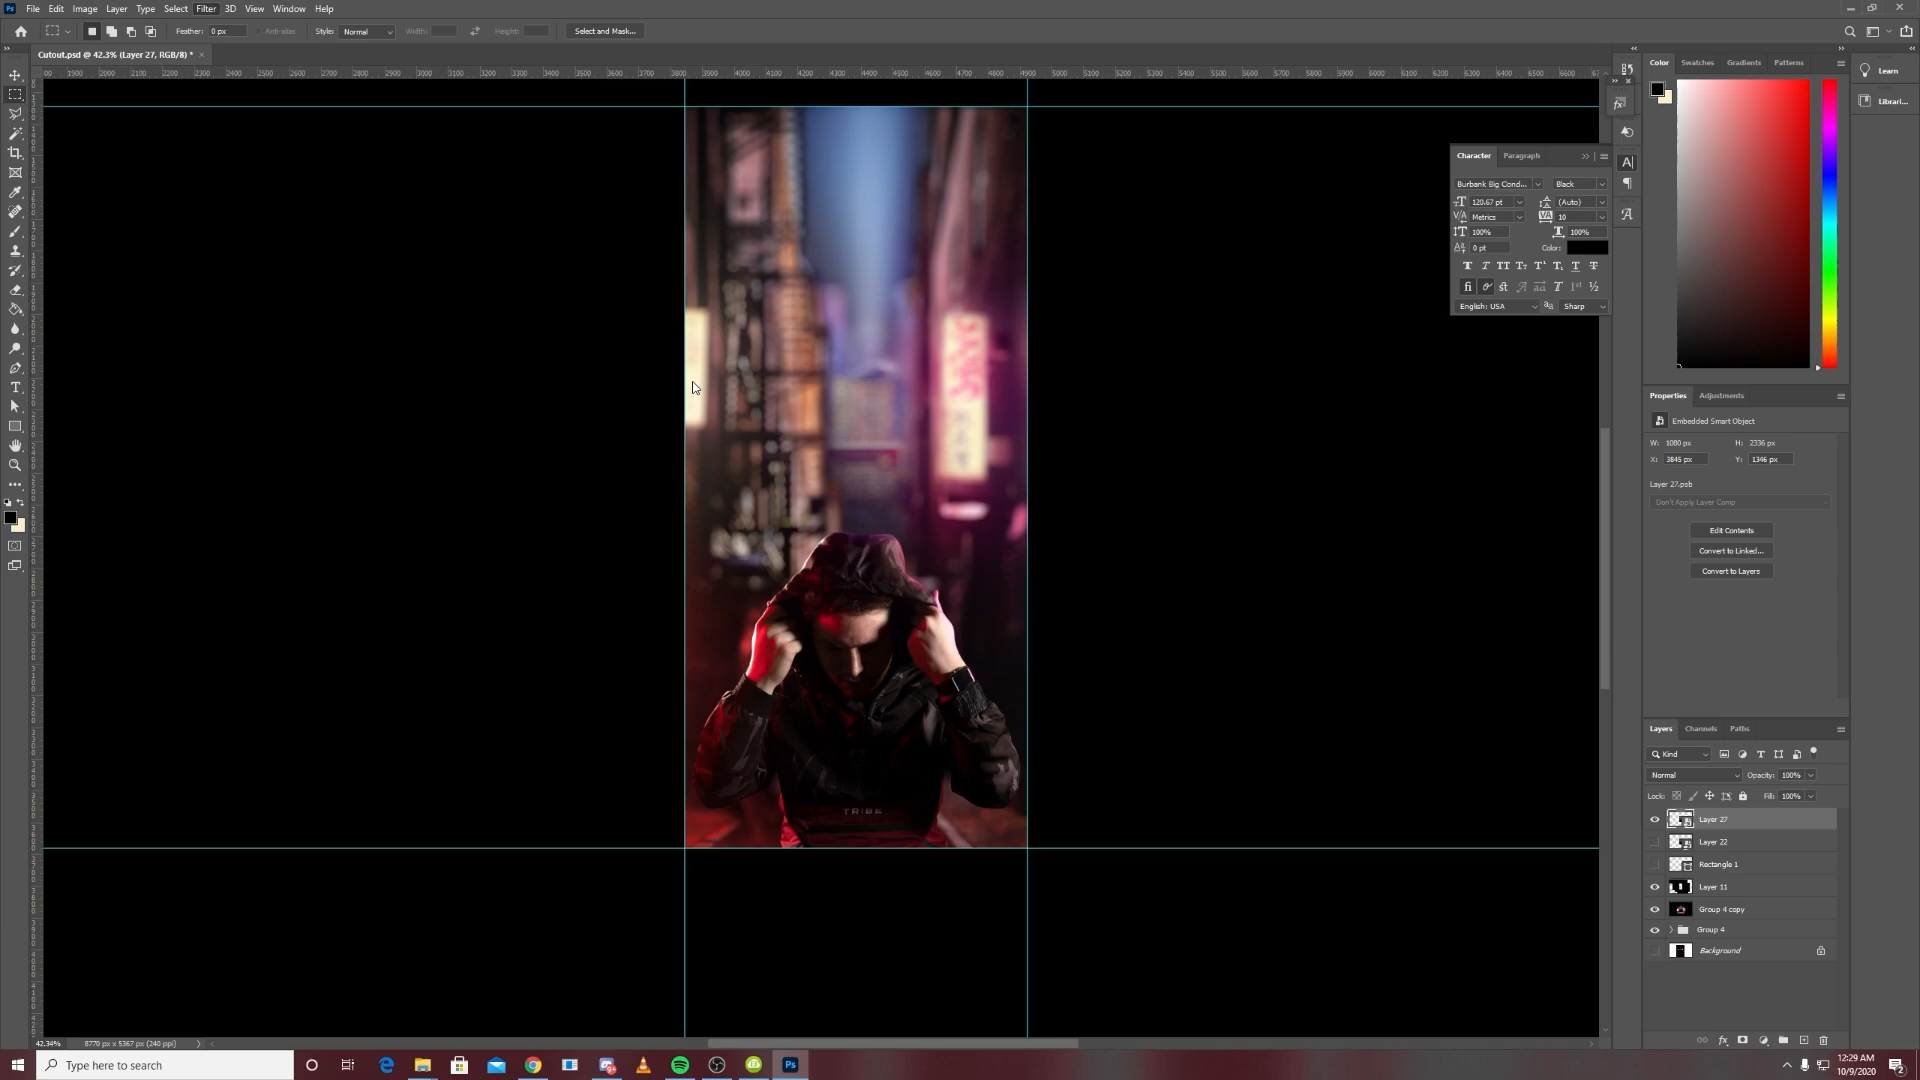 File Edit Image Layer Type Select Filter 3D View Window Help
Feather: 0 px Anti-alias Style: Normal Width: Height: Select and Mask...
Cutout.psd @ 42.3% (Layer 27, RGB/8) *
Color Swatches Gradients Patterns
Learn
Librari...
Character Paragraph
Burbank Big Cond... Black
120.67 pt (Auto)
Metrics 10
100% 100%
0 pt Color:
English: USA Sharp
Properties Adjustments
Embedded Smart Object
W: 1080 px H: 2336 px
X: 3845 px Y: 1346 px
Layer 27.psb
Don't Apply Layer Comp
Edit Contents
Convert to Linked...
Convert to Layers
TRIBE
Layers Channels Paths
Kind
Normal Opacity: 100%
Lock: Fill: 100%
Layer 27
Layer 22
Rectangle 1
Layer 11
Group 4 copy
Group 4
Background
42.34% 8770 px x 5367 px (240 ppi)
Type here to search
12:29 AM
10/9/2020